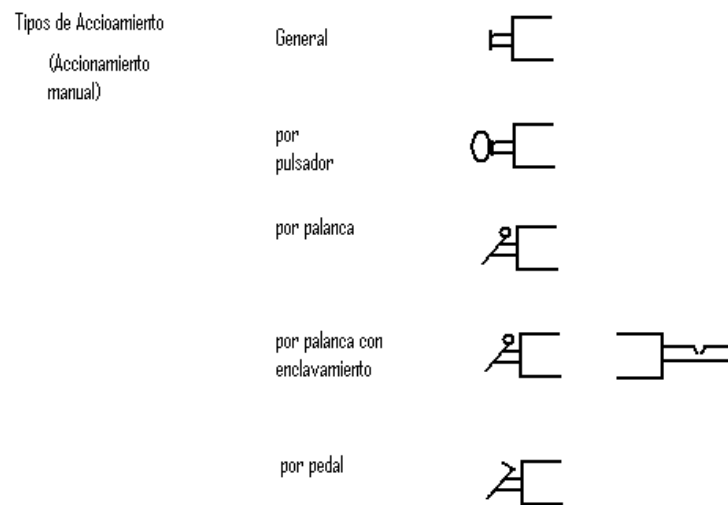 Tipos de Accioamiento
(Accionamiento
manual)
General
por
pulsador
por palanca
por palanca con
enclavamiento
por pedal